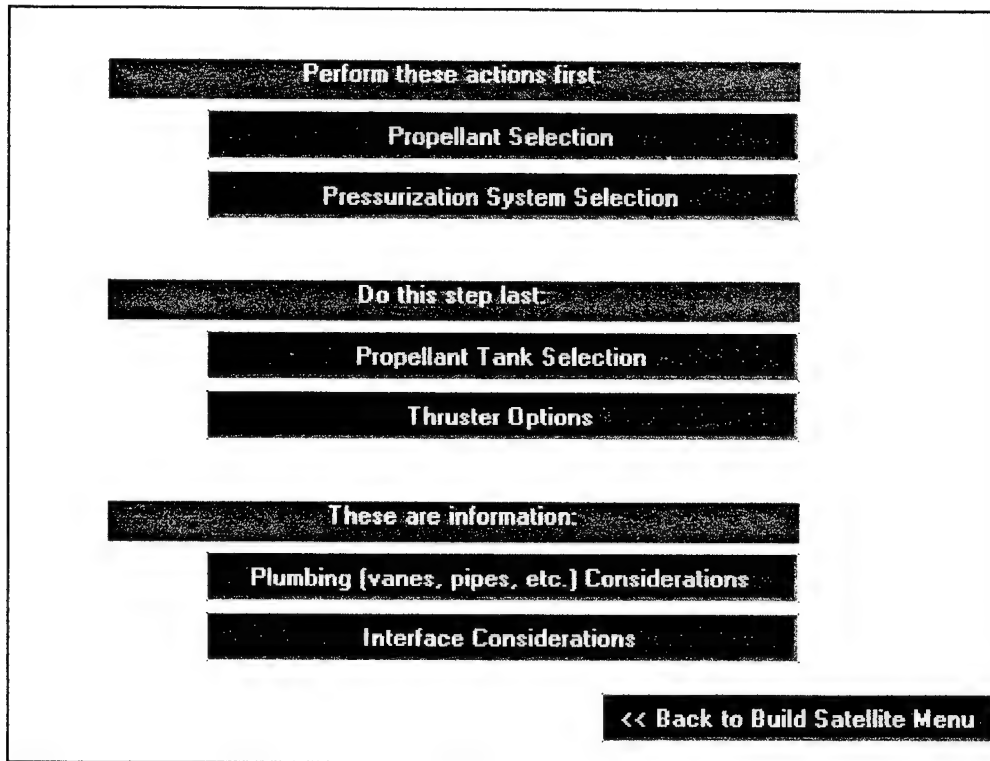 Perform these actions first:
Propellant Selection
Pressurization System Selection
Do this step last:
Propellant Tank Selection
Thruster Options
These are information:
Plumbing (vanes, pipes, etc.) Considerations
Interface Considerations
<< Back to Build Satellite Menu